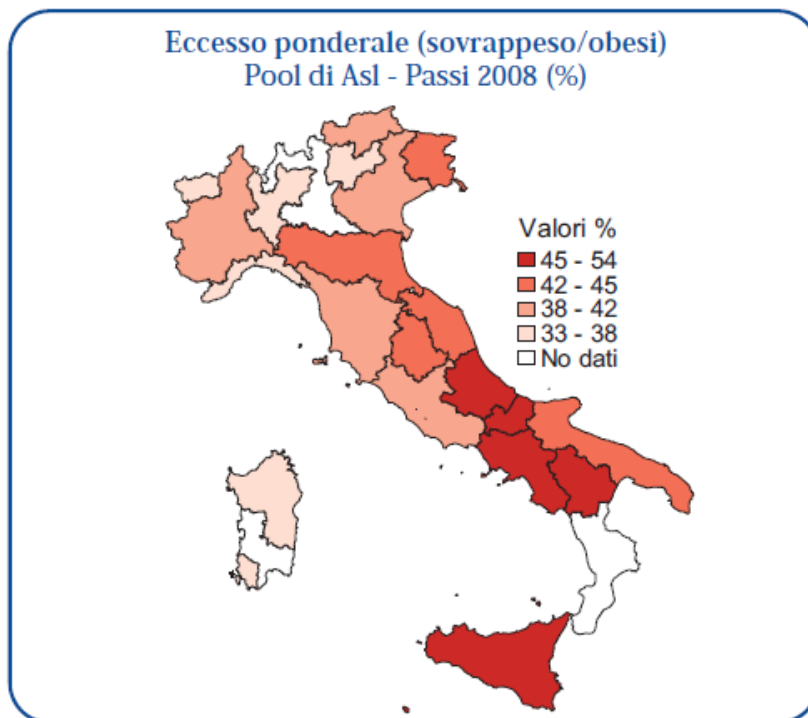 Eccesso ponderale (sovrappeso/obesi)
Pool di Asl - Passi 2008 (%)
Valori %
45 - 54
42 - 45
38 - 42
33 - 38
No dati